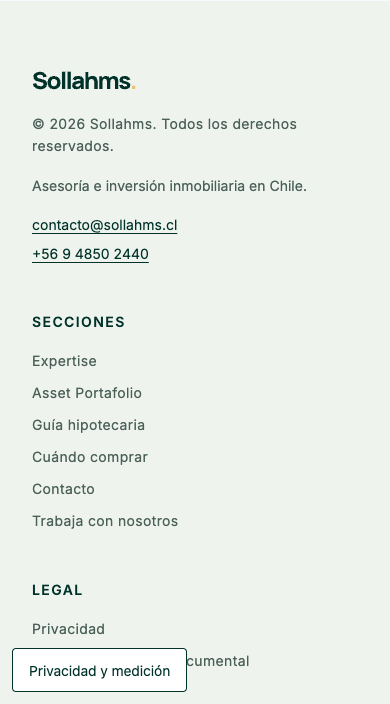 Sollahms.
© 2026 Sollahms. Todos los derechos
reservados.
Asesoría e inversión inmobiliaria en Chile.
contacto@sollahms.cl
+56 9 4850 2440
SECCIONES
Expertise
Asset Portafolio
Guía hipotecaria
Cuándo comprar
Contacto
Trabaja con nosotros
LEGAL
Privacidad
Privacidad y medición